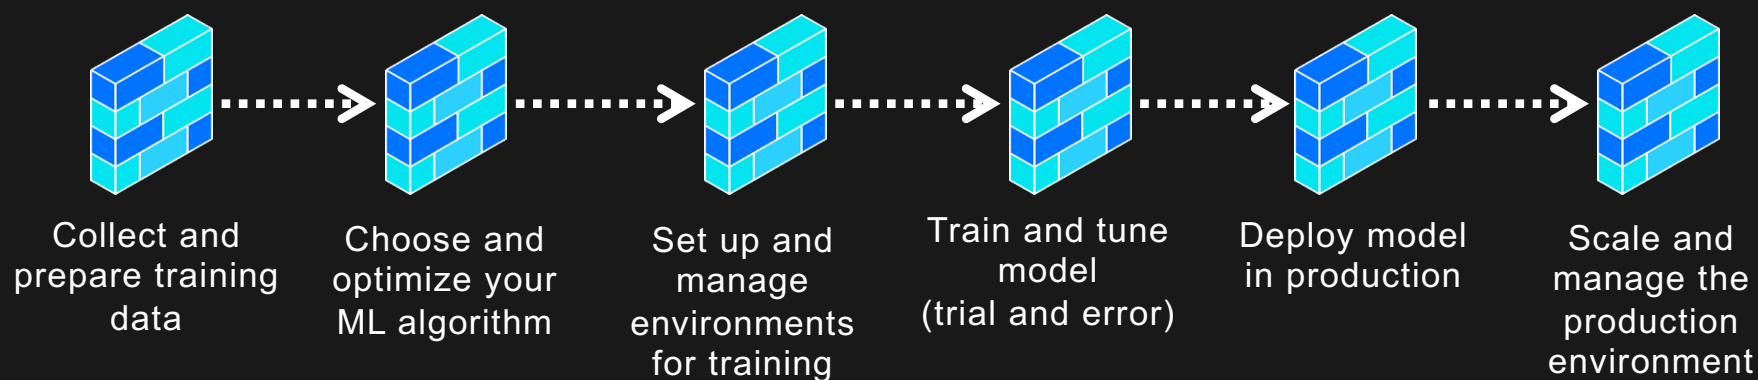 Collect and
prepare training
data
Choose and
optimize your
ML algorithm
Set up and
manage
environments
for training
Train and tune
model
(trial and error)
Deploy model
in production
Scale and
manage the
production
environment